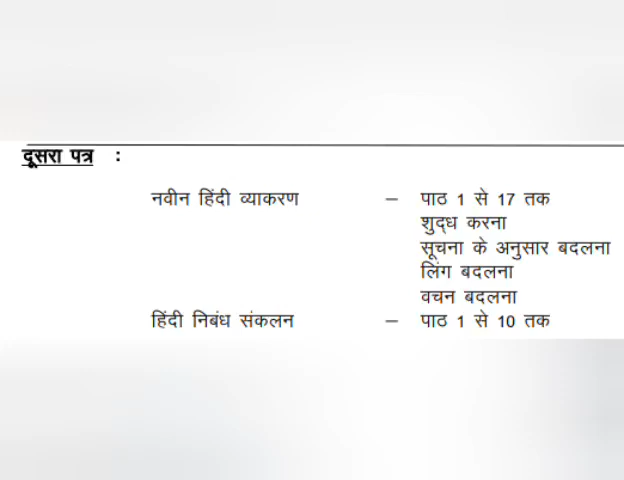 दूसरा पत्र :
नवीन हिंदी व्याकरण – पाठ 1 से 17 तक
शुद्ध करना
सूचना के अनुसार बदलना
लिंग बदलना
वचन बदलना
हिंदी निबंध संकलन – पाठ 1 से 10 तक